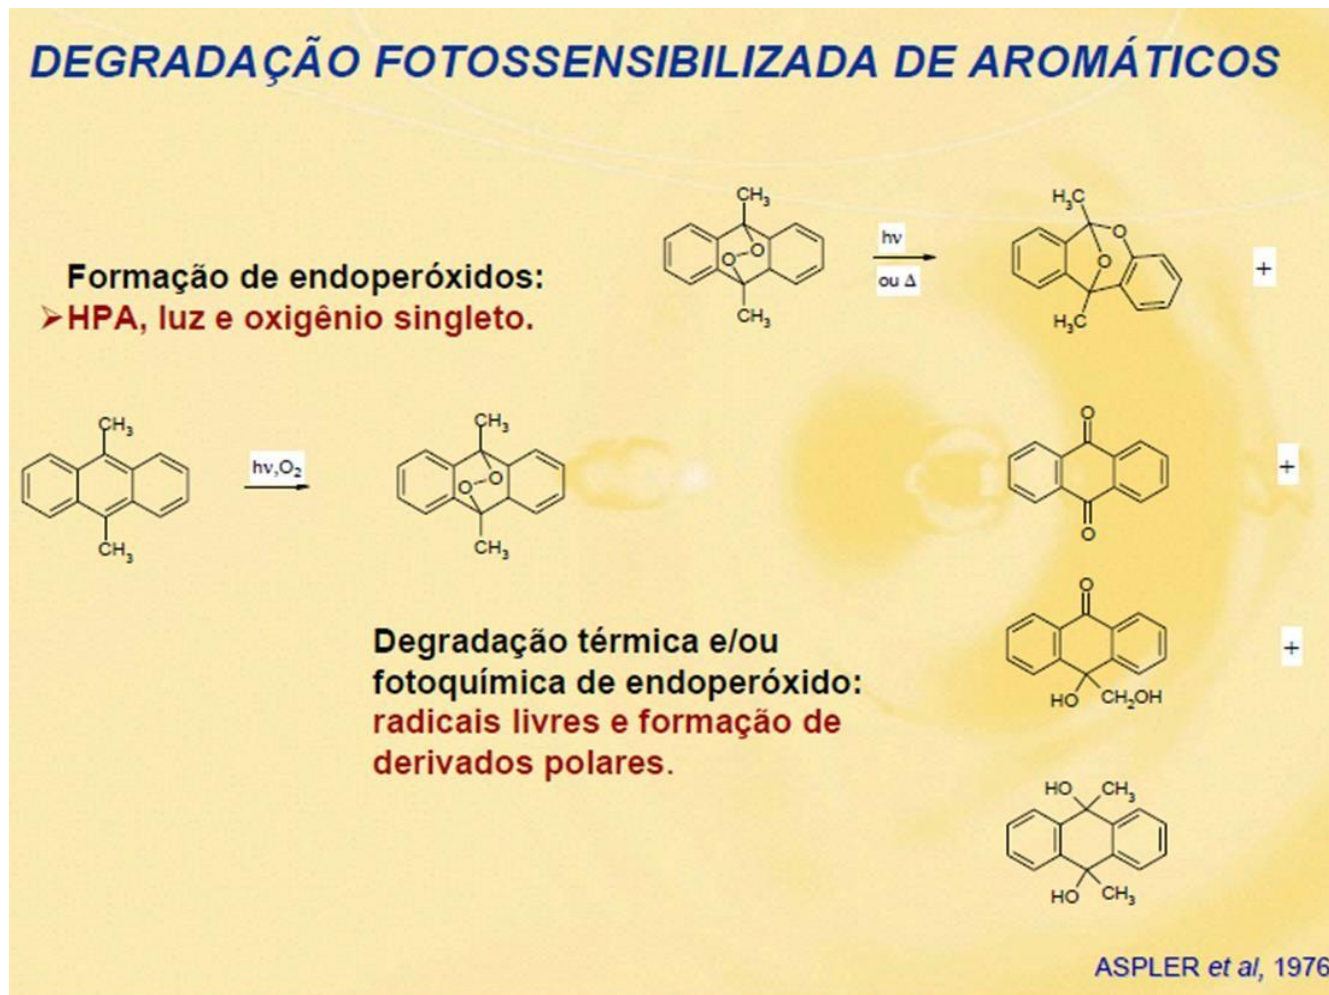 DEGRADAÇÃO FOTOSSENSIBILIZADA DE AROMÁTICOS
Formação de endoperóxidos:
➢HPA, luz e oxigênio singleto.
CH₃
O-O
CH₃
hν
ou Δ
H₃C
O
O
H₃C
+
CH₃
CH₃
hν,O₂
CH₃
O-O
CH₃
O
O
+
Degradação térmica e/ou
fotoquímica de endoperóxido:
radicais livres e formação de
derivados polares.
O
HO CH₂OH
+
HO CH₃
HO CH₃
ASPLER et al, 1976